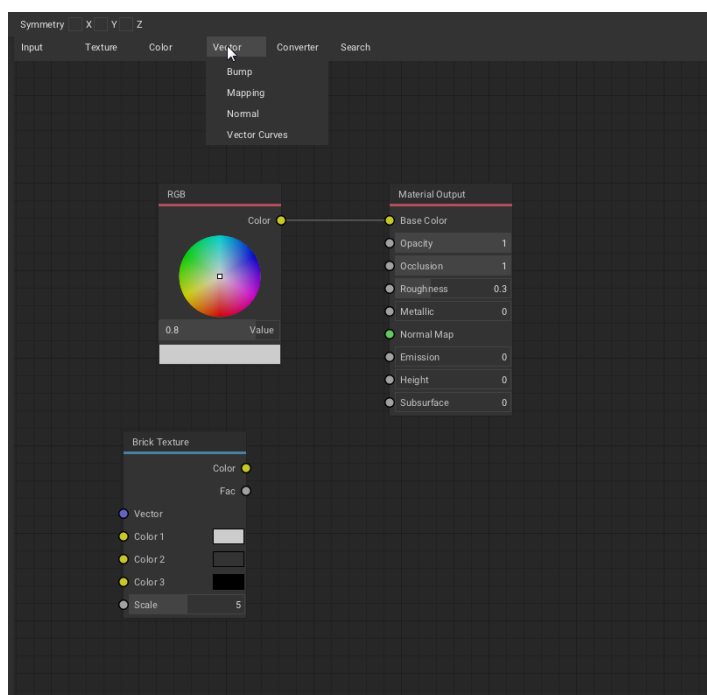 Symmetry X Y Z
Input Texture Color Vector Converter Search
Bump
Mapping
Normal
Vector Curves
RGB
Color
0.8 Value
Material Output
Base Color
Opacity 1
Occlusion 1
Roughness 0.3
Metallic 0
Normal Map
Emission 0
Height 0
Subsurface 0
Brick Texture
Color
Fac
Vector
Color 1
Color 2
Color 3
Scale 5